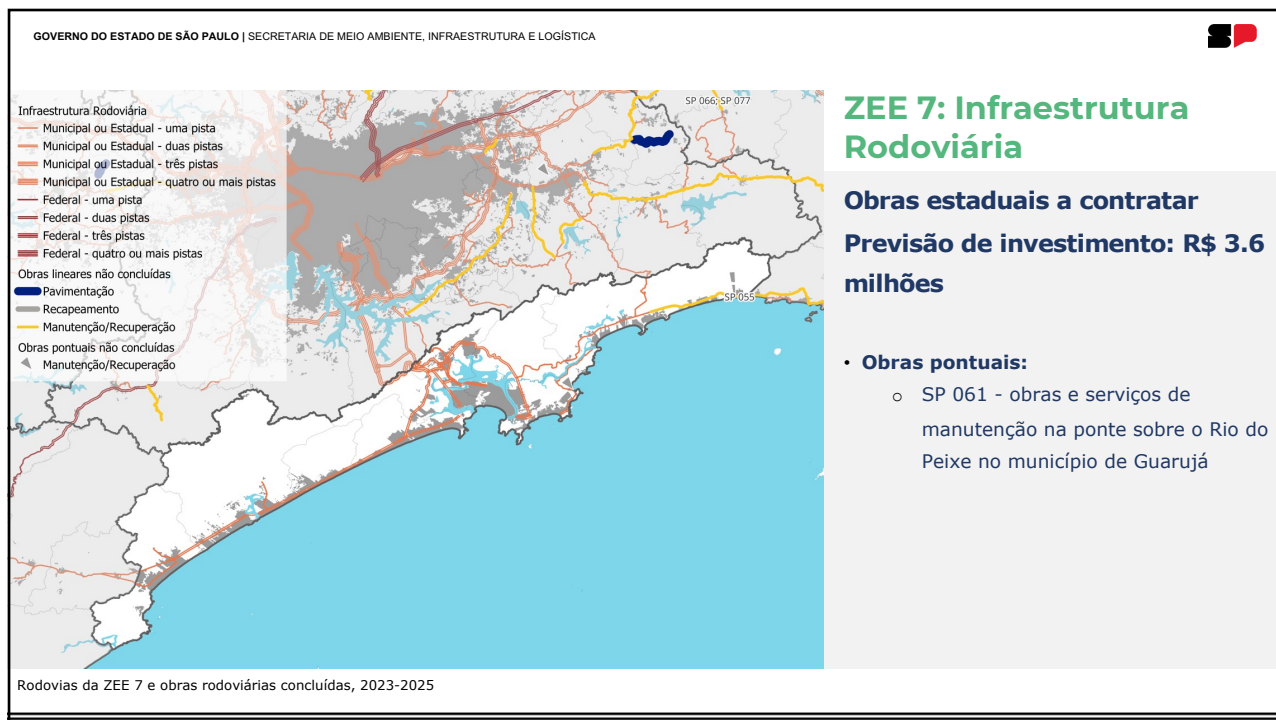 GOVERNO DO ESTADO DE SÃO PAULO | SECRETARIA DE MEIO AMBIENTE, INFRAESTRUTURA E LOGÍSTICA
SP
Infraestrutura Rodoviária
Municipal ou Estadual - uma pista
Municipal ou Estadual - duas pistas
Municipal ou Estadual - três pistas
Municipal ou Estadual - quatro ou mais pistas
Federal - uma pista
Federal - duas pistas
Federal - três pistas
Federal - quatro ou mais pistas
Obras lineares não concluídas
Pavimentação
Recapeamento
Manutenção/Recuperação
Obras pontuais não concluídas
Manutenção/Recuperação
SP 066; SP 077
SP 055
ZEE 7: Infraestrutura
Rodoviária
Obras estaduais a contratar
Previsão de investimento: R$ 3.6
milhões
• Obras pontuais:
o SP 061 - obras e serviços de
manutenção na ponte sobre o Rio do
Peixe no município de Guarujá
Rodovias da ZEE 7 e obras rodoviárias concluídas, 2023-2025